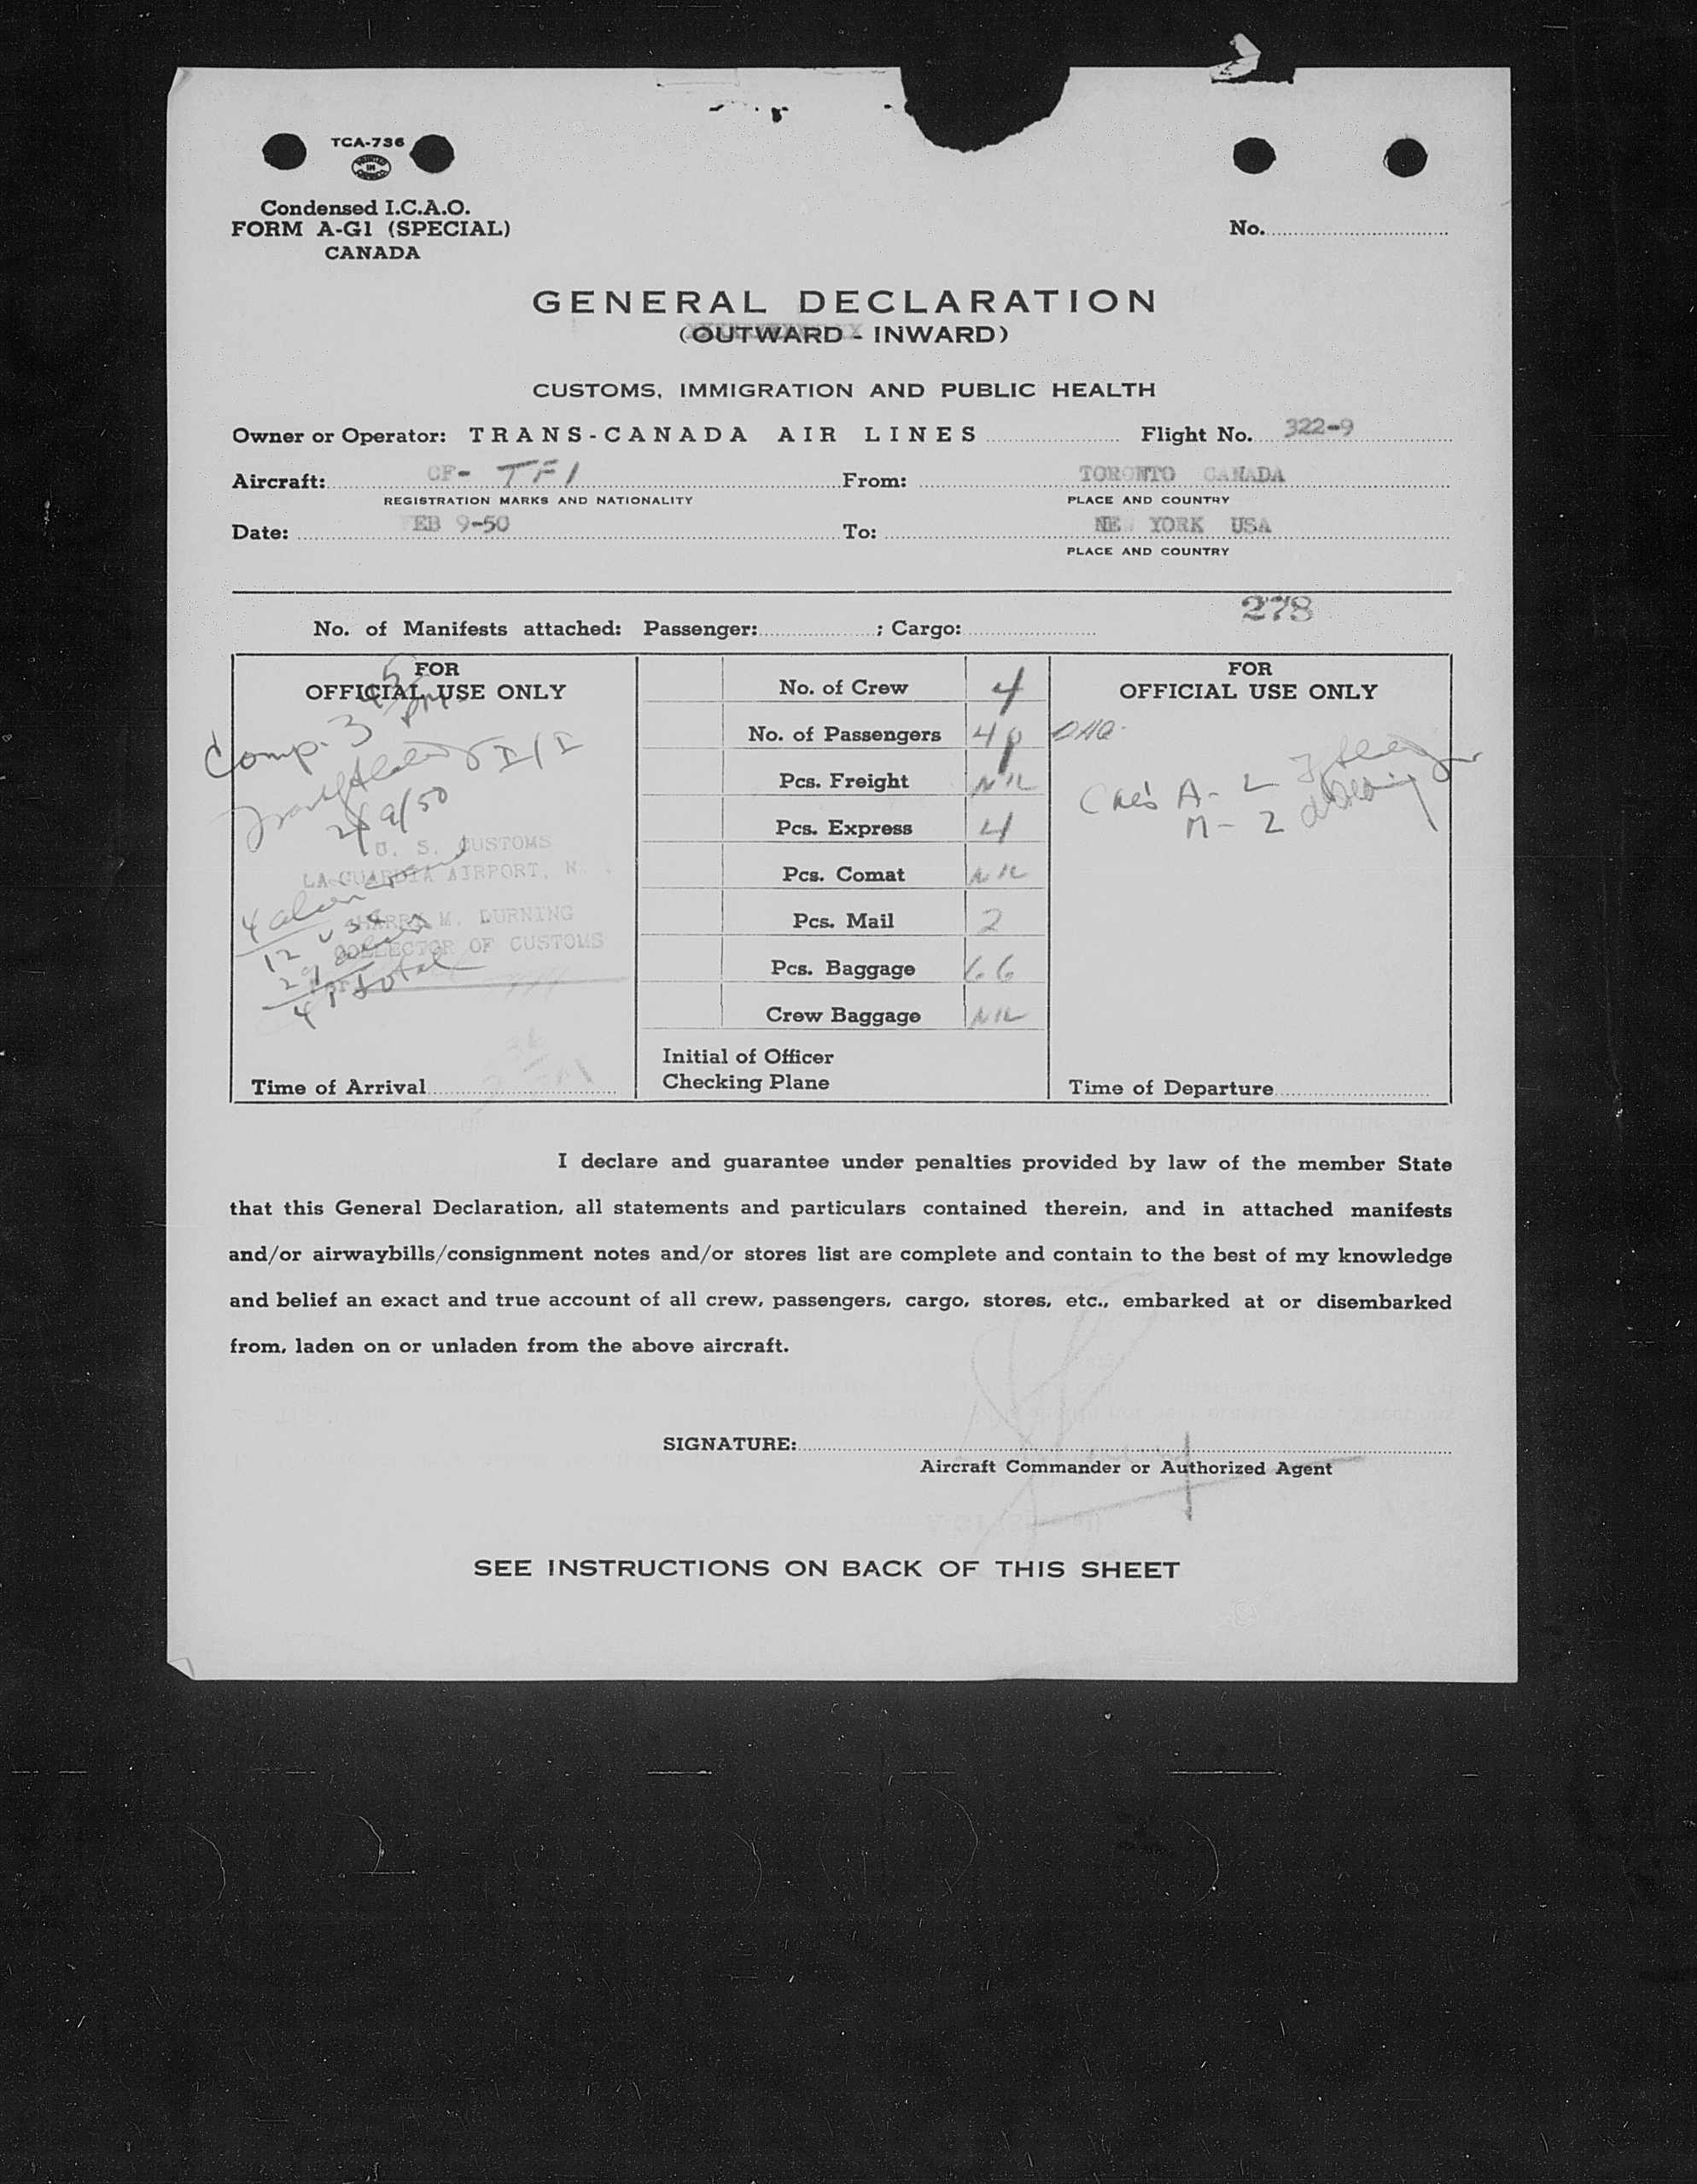 TCA-736
Condensed I.C.A.O.
FORM A-G1 (SPECIAL)
CANADA
No.
GENERAL DECLARATION
(OUTWARD - INWARD)
CUSTOMS, IMMIGRATION AND PUBLIC HEALTH
Owner or Operator: TRANS-CANADA AIR LINES Flight No. 322-9
Aircraft: CF- TFI From: TORONTO CANADA
REGISTRATION MARKS AND NATIONALITY PLACE AND COUNTRY
Date: FEB 9-50 To: NEW YORK USA
PLACE AND COUNTRY
278
No. of Manifests attached: Passenger: ; Cargo:
FOR
OFFICIAL USE ONLY
Comp. 3 45 PM
2/9/50
U. S. CUSTOMS
LA GUARDIA AIRPORT, N.
HARRY M. DURNING
COLLECTOR OF CUSTOMS
4 alien
12 USA
29
41 total
Time of Arrival
No. of Crew 4
No. of Passengers 41
Pcs. Freight NIL
Pcs. Express 4
Pcs. Comat NIL
Pcs. Mail 2
Pcs. Baggage 66
Crew Baggage NIL
Initial of Officer
Checking Plane
FOR
OFFICIAL USE ONLY
A- 2
M- 2
Time of Departure
I declare and guarantee under penalties provided by law of the member State
that this General Declaration, all statements and particulars contained therein, and in attached manifests
and/or airwaybills/consignment notes and/or stores list are complete and contain to the best of my knowledge
and belief an exact and true account of all crew, passengers, cargo, stores, etc., embarked at or disembarked
from, laden on or unladen from the above aircraft.
SIGNATURE:
Aircraft Commander or Authorized Agent
SEE INSTRUCTIONS ON BACK OF THIS SHEET